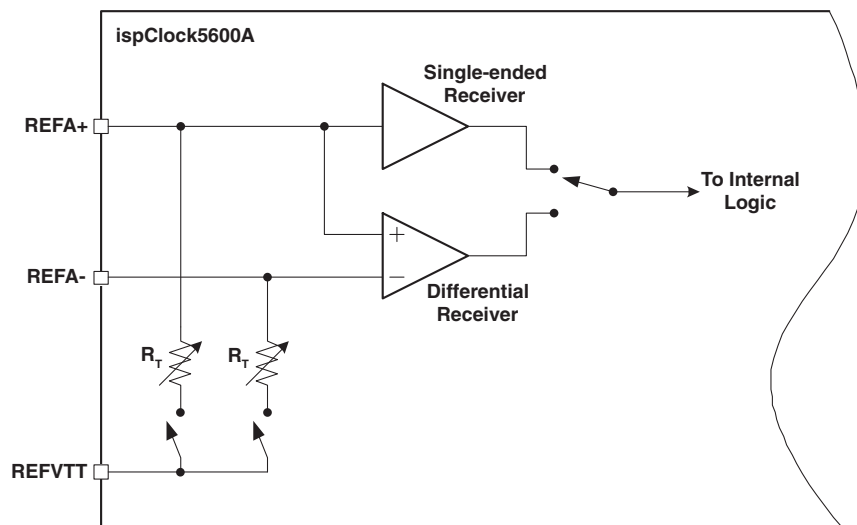 ispClock5600A
Single-ended
Receiver
REFA+
To Internal
Logic
+
REFA-
−
Differential
Receiver
R_T
R_T
REFVTT